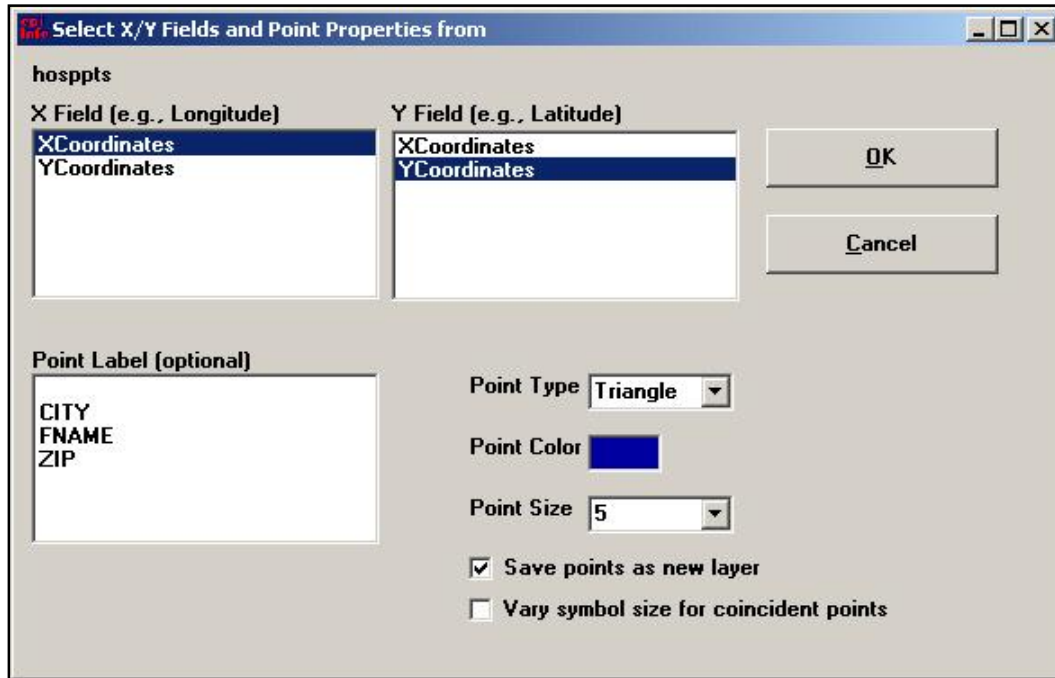 epi info Select X/Y Fields and Point Properties from
hosppts
X Field (e.g., Longitude)
Y Field (e.g., Latitude)
XCoordinates
YCoordinates
XCoordinates
YCoordinates
OK
Cancel
Point Label (optional)
CITY
FNAME
ZIP
Point Type Triangle
Point Color
Point Size 5
Save points as new layer
Vary symbol size for coincident points